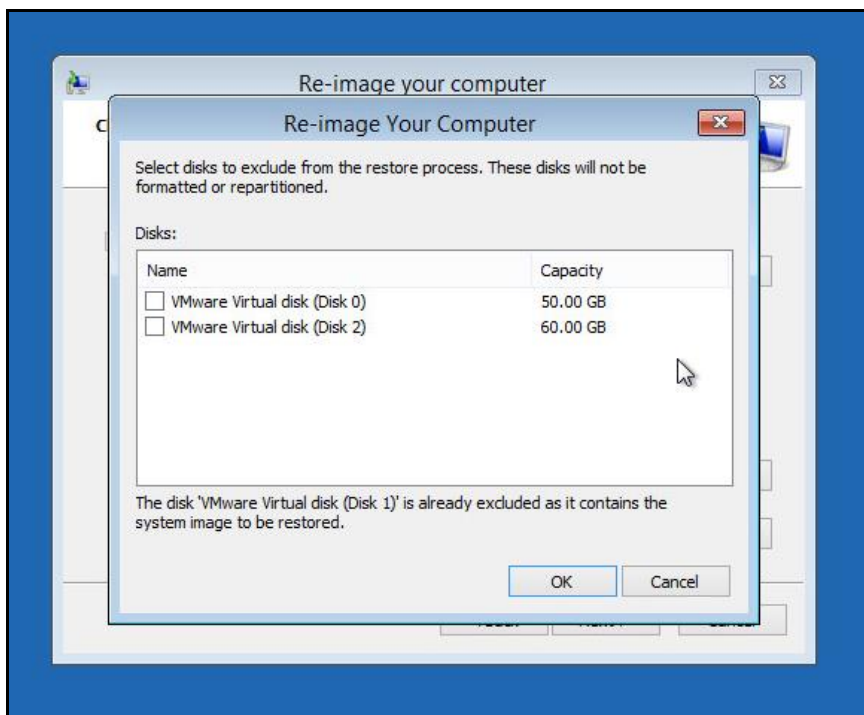 Re-image your computer
Re-image Your Computer
Select disks to exclude from the restore process. These disks will not be
formatted or repartitioned.
Disks:
Name Capacity
VMware Virtual disk (Disk 0) 50.00 GB
VMware Virtual disk (Disk 2) 60.00 GB
The disk 'VMware Virtual disk (Disk 1)' is already excluded as it contains the
system image to be restored.
OK Cancel